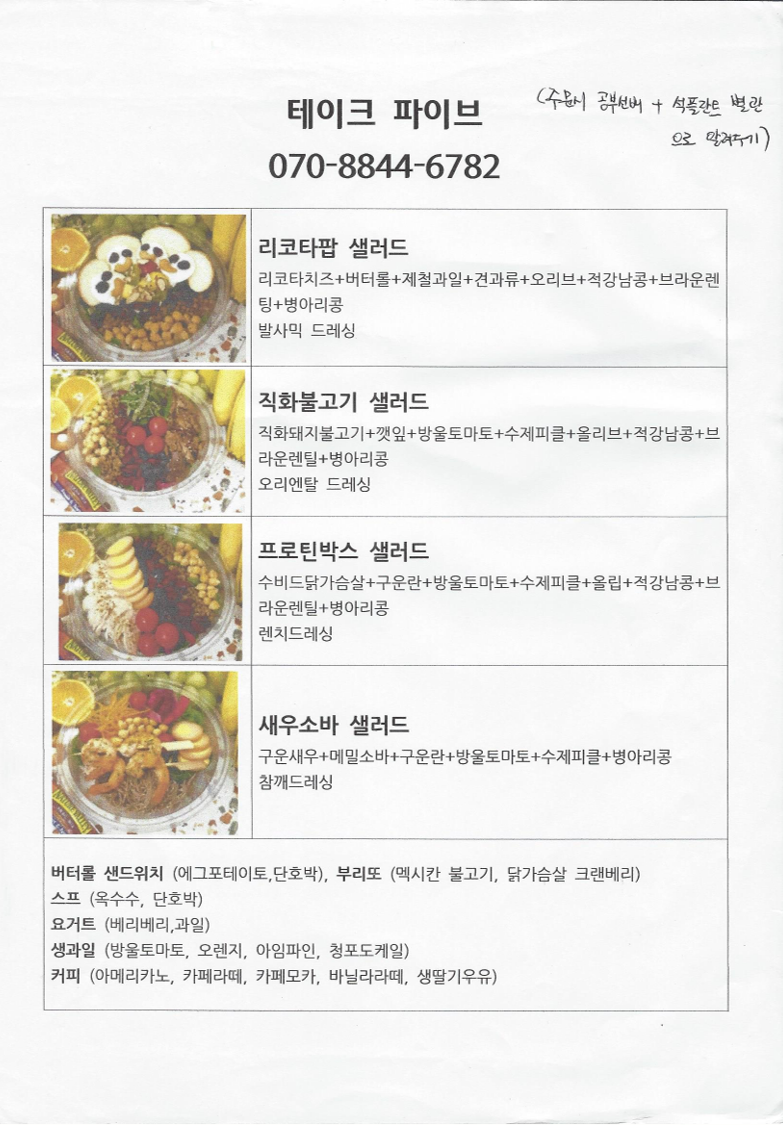 테이크 파이브
(주문시 공부선비 + 석플란트 별관
으로 알려주기)
070-8844-6782
리코타팝 샐러드
리코타치즈+버터롤+제철과일+견과류+오리브+적강남콩+브라운렌
팅+병아리콩
발사믹 드레싱
직화불고기 샐러드
직화돼지불고기+깻잎+방울토마토+수제피클+올리브+적강남콩+브
라운렌틸+병아리콩
오리엔탈 드레싱
프로틴박스 샐러드
수비드닭가슴살+구운란+방울토마토+수제피클+올립+적강남콩+브
라운렌틸+병아리콩
렌치드레싱
새우소바 샐러드
구운새우+메밀소바+구운란+방울토마토+수제피클+병아리콩
참깨드레싱
버터롤 샌드위치 (에그포테이토,단호박), 부리또 (멕시칸 불고기, 닭가슴살 크랜베리)
스프 (옥수수, 단호박)
요거트 (베리베리,과일)
생과일 (방울토마토, 오렌지, 아임파인, 청포도케일)
커피 (아메리카노, 카페라떼, 카페모카, 바닐라라떼, 생딸기우유)